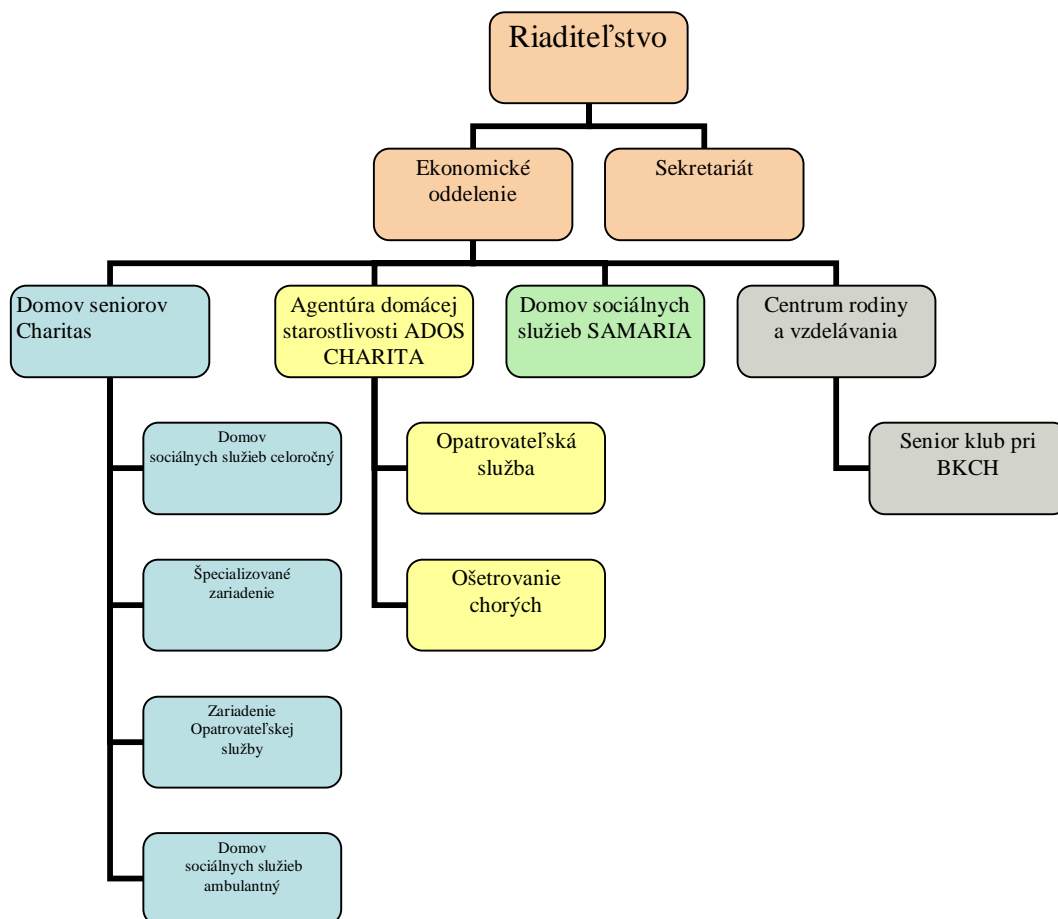 Riaditeľstvo
Ekonomické
oddelenie
Sekretariát
Domov seniorov
Charitas
Agentúra domácej
starostlivosti ADOS
CHARITA
Domov sociálnych
služieb SAMARIA
Centrum rodiny
a vzdelávania
Domov
sociálnych služieb celoročný
Opatrovateľská
služba
Senior klub pri
BKCH
Špecializované
zariadenie
Ošetrovanie
chorých
Zariadenie
Opatrovateľskej
služby
Domov
sociálnych služieb
ambulantný